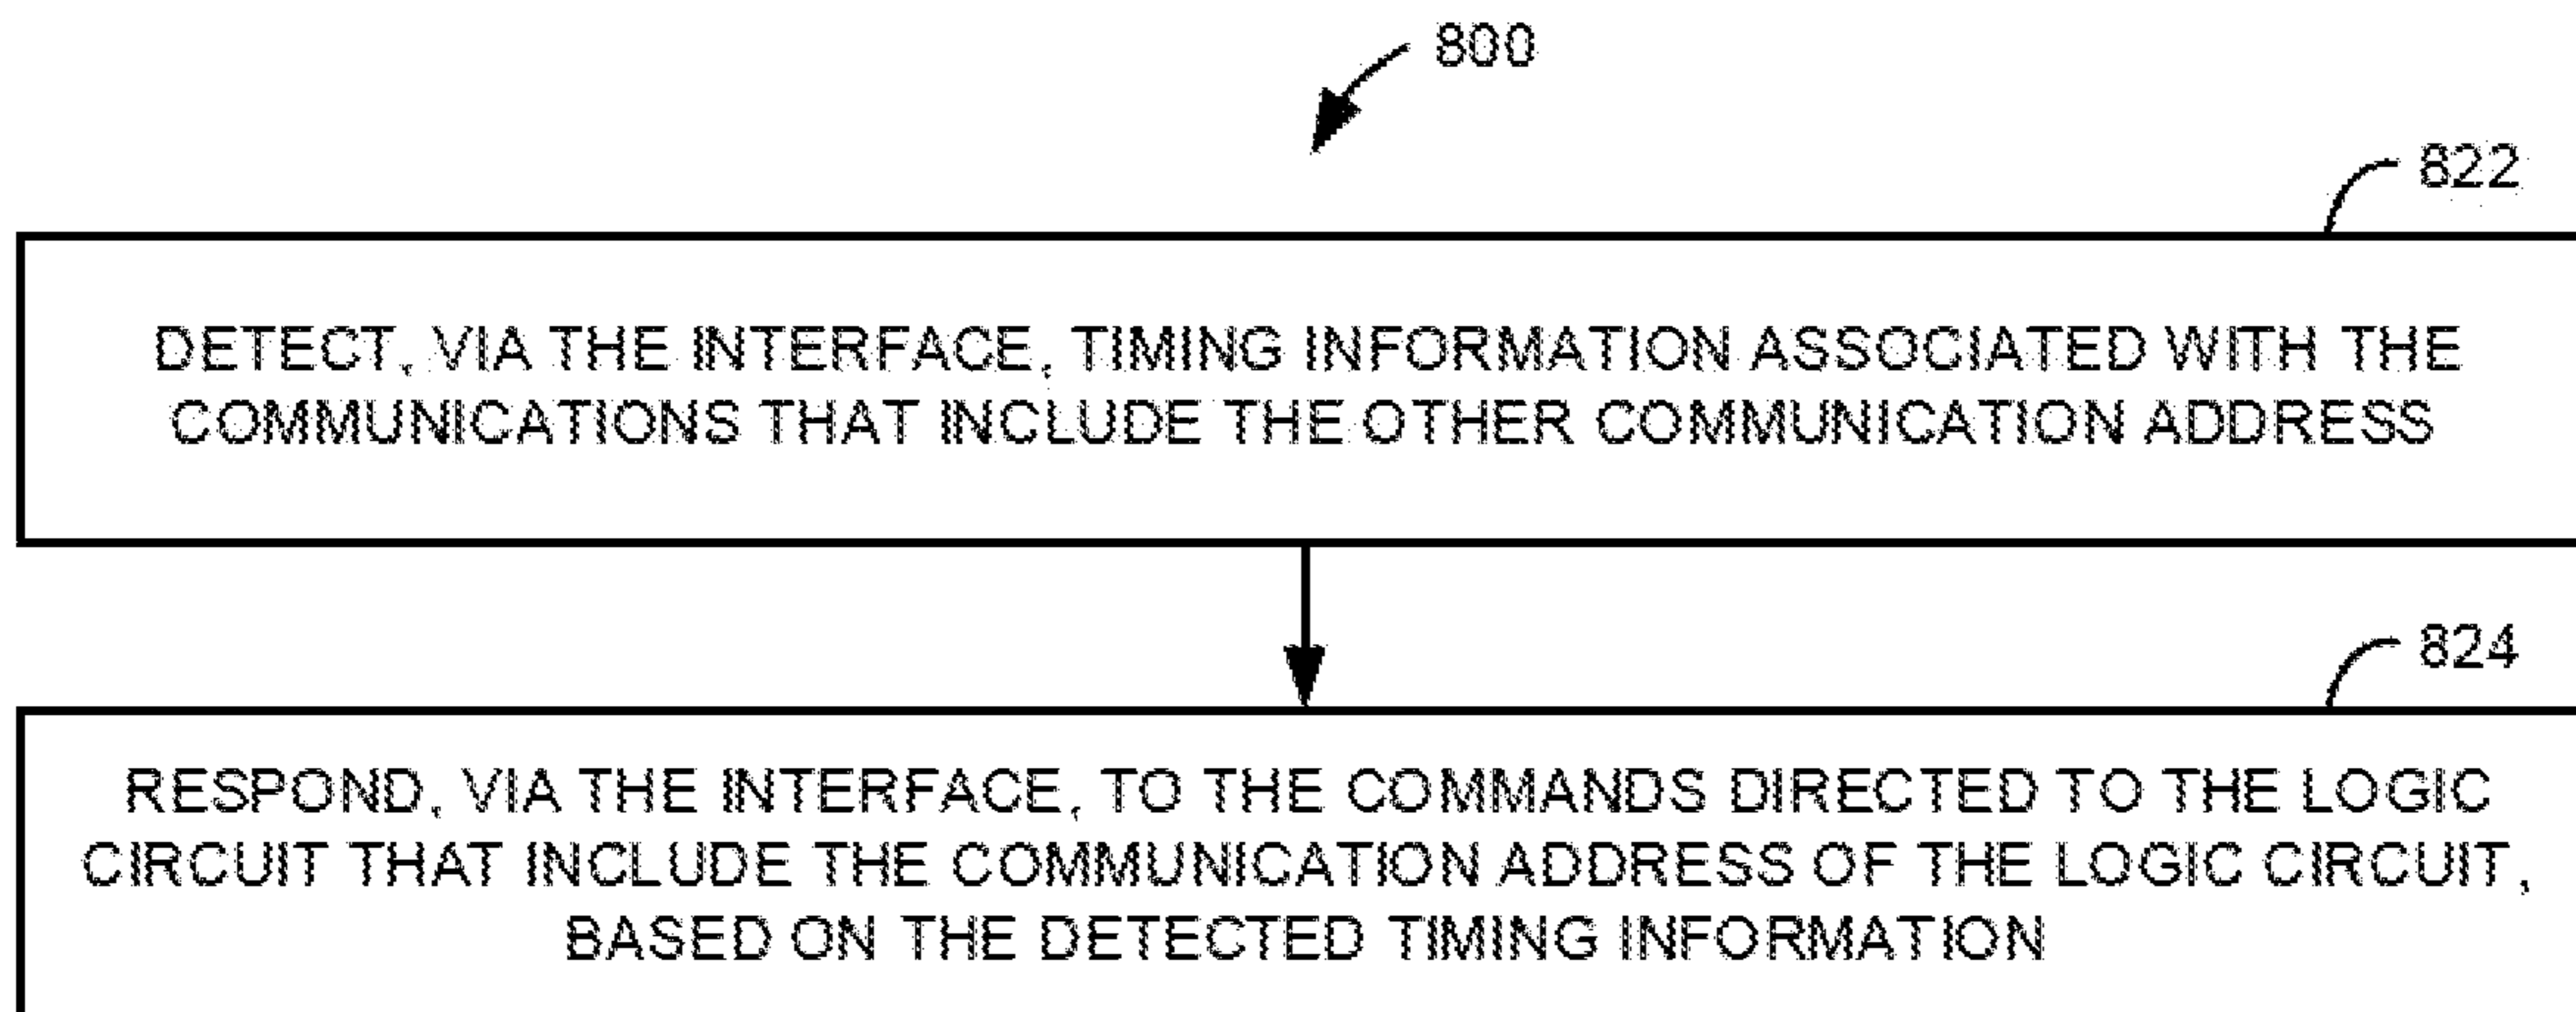 800
822
DETECT, VIA THE INTERFACE, TIMING INFORMATION ASSOCIATED WITH THE
COMMUNICATIONS THAT INCLUDE THE OTHER COMMUNICATION ADDRESS
824
RESPOND, VIA THE INTERFACE, TO THE COMMANDS DIRECTED TO THE LOGIC
CIRCUIT THAT INCLUDE THE COMMUNICATION ADDRESS OF THE LOGIC CIRCUIT,
BASED ON THE DETECTED TIMING INFORMATION